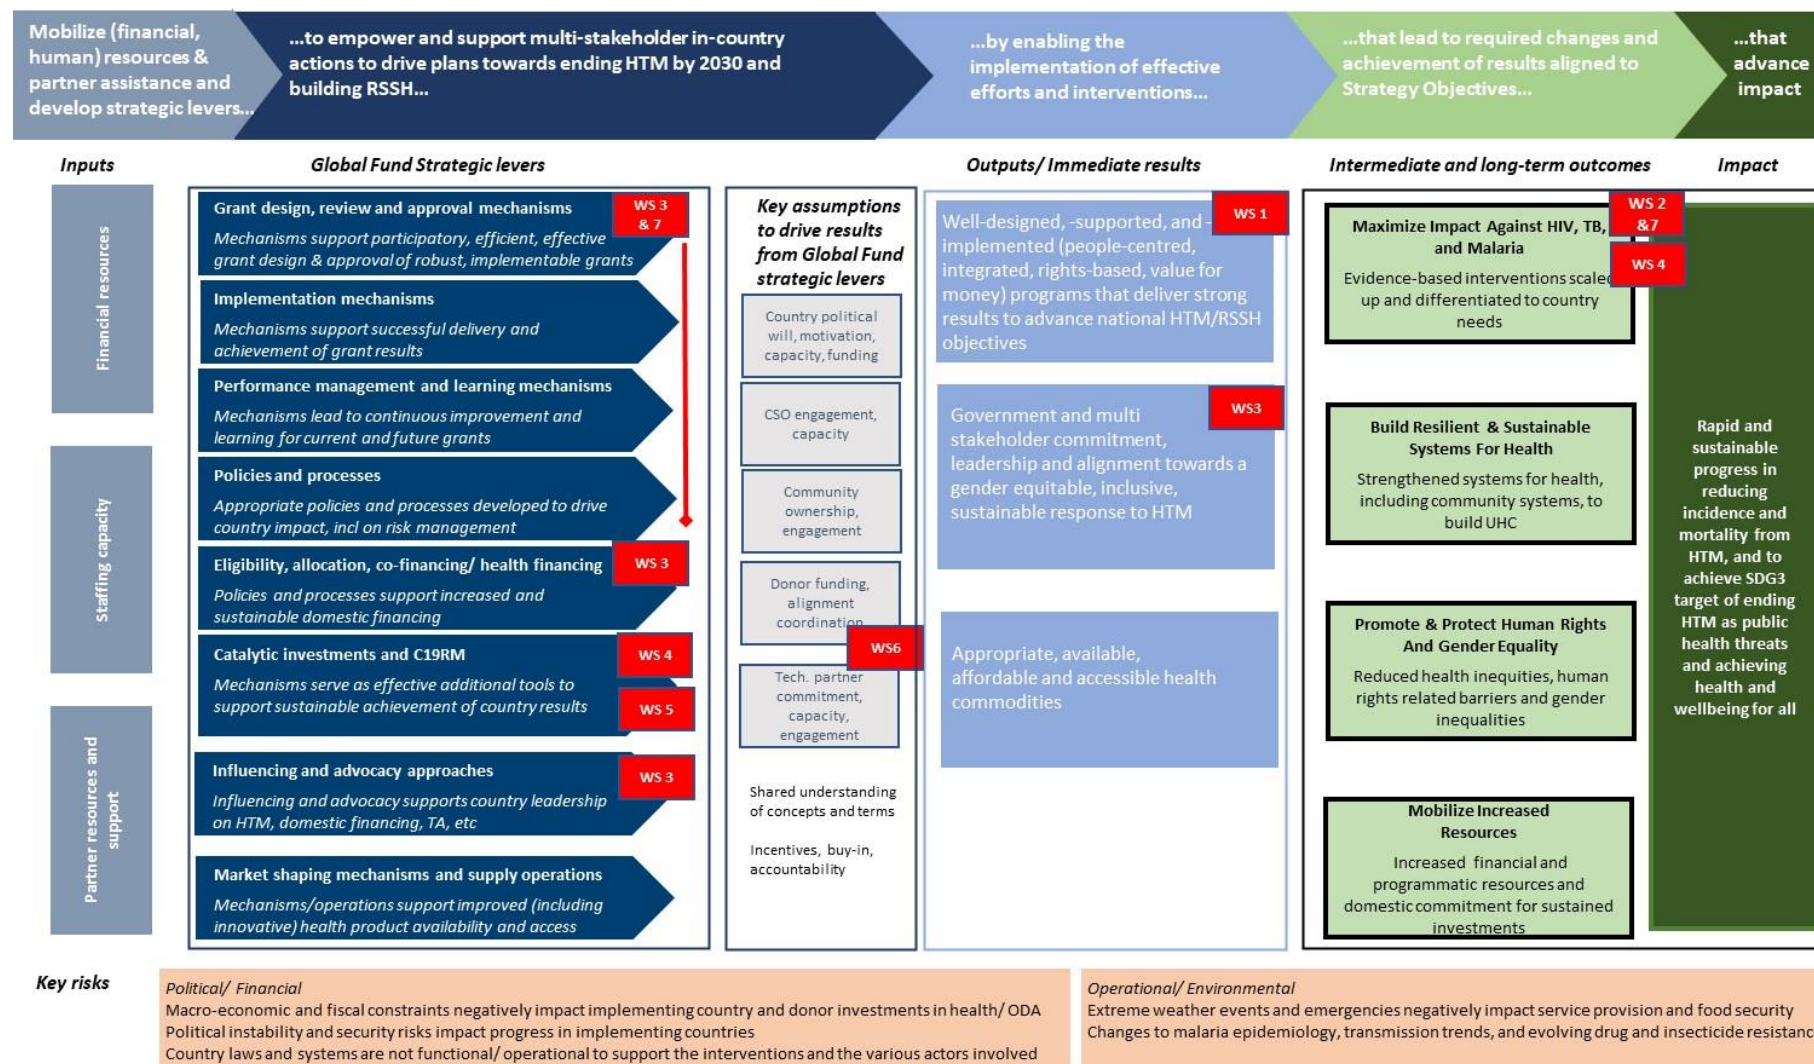 Mobilize (financial,
human) resources &
partner assistance and
develop strategic levers...
...to empower and support multi-stakeholder in-country
actions to drive plans towards ending HTM by 2030 and
building RSSH...
...by enabling the
implementation of effective
efforts and interventions...
...that lead to required changes and
achievement of results aligned to
Strategy Objectives...
...that
advance
impact
Inputs
Financial resources
Staffing capacity
Partner resources and
support
Global Fund Strategic levers
Grant design, review and approval mechanisms
Mechanisms support participatory, efficient, effective
grant design & approval of robust, implementable grants
WS 3
& 7
Implementation mechanisms
Mechanisms support successful delivery and
achievement of grant results
Performance management and learning mechanisms
Mechanisms lead to continuous improvement and
learning for current and future grants
Policies and processes
Appropriate policies and processes developed to drive
country impact, incl on risk management
Eligibility, allocation, co-financing/ health financing
Policies and processes support increased and
sustainable domestic financing
WS 3
Catalytic investments and C19RM
Mechanisms serve as effective additional tools to
support sustainable achievement of country results
WS 4
WS 5
Influencing and advocacy approaches
Influencing and advocacy supports country leadership
on HTM, domestic financing, TA, etc
WS 3
Market shaping mechanisms and supply operations
Mechanisms/operations support improved (including
innovative) health product availability and access
Key assumptions
to drive results
from Global Fund
strategic levers
Country political
will, motivation,
capacity, funding
CSO engagement,
capacity
Community
ownership,
engagement
Donor funding,
alignment
coordination
WS6
Tech. partner
commitment,
capacity,
engagement
Shared understanding
of concepts and terms
Incentives, buy-in,
accountability
Outputs/ Immediate results
WS 1
Well-designed, -supported, and -
implemented (people-centred,
integrated, rights-based, value for
money) programs that deliver strong
results to advance national HTM/RSSH
objectives
WS3
Government and multi
stakeholder commitment,
leadership and alignment towards a
gender equitable, inclusive,
sustainable response to HTM
Appropriate, available,
affordable and accessible health
commodities
Intermediate and long-term outcomes
WS 2
&7
WS 4
Maximize Impact Against HIV, TB,
and Malaria
Evidence-based interventions scaled
up and differentiated to country
needs
Build Resilient & Sustainable
Systems For Health
Strengthened systems for health,
including community systems, to
build UHC
Promote & Protect Human Rights
And Gender Equality
Reduced health inequities, human
rights related barriers and gender
inequalities
Mobilize Increased
Resources
Increased financial and
programmatic resources and
domestic commitment for sustained
investments
Impact
Rapid and
sustainable
progress in
reducing
incidence and
mortality from
HTM, and to
achieve SDG3
target of ending
HTM as public
health threats
and achieving
health and
wellbeing for all
Key risks
Political/ Financial
Macro-economic and fiscal constraints negatively impact implementing country and donor investments in health/ ODA
Political instability and security risks impact progress in implementing countries
Country laws and systems are not functional/ operational to support the interventions and the various actors involved
Operational/ Environmental
Extreme weather events and emergencies negatively impact service provision and food security
Changes to malaria epidemiology, transmission trends, and evolving drug and insecticide resistanc